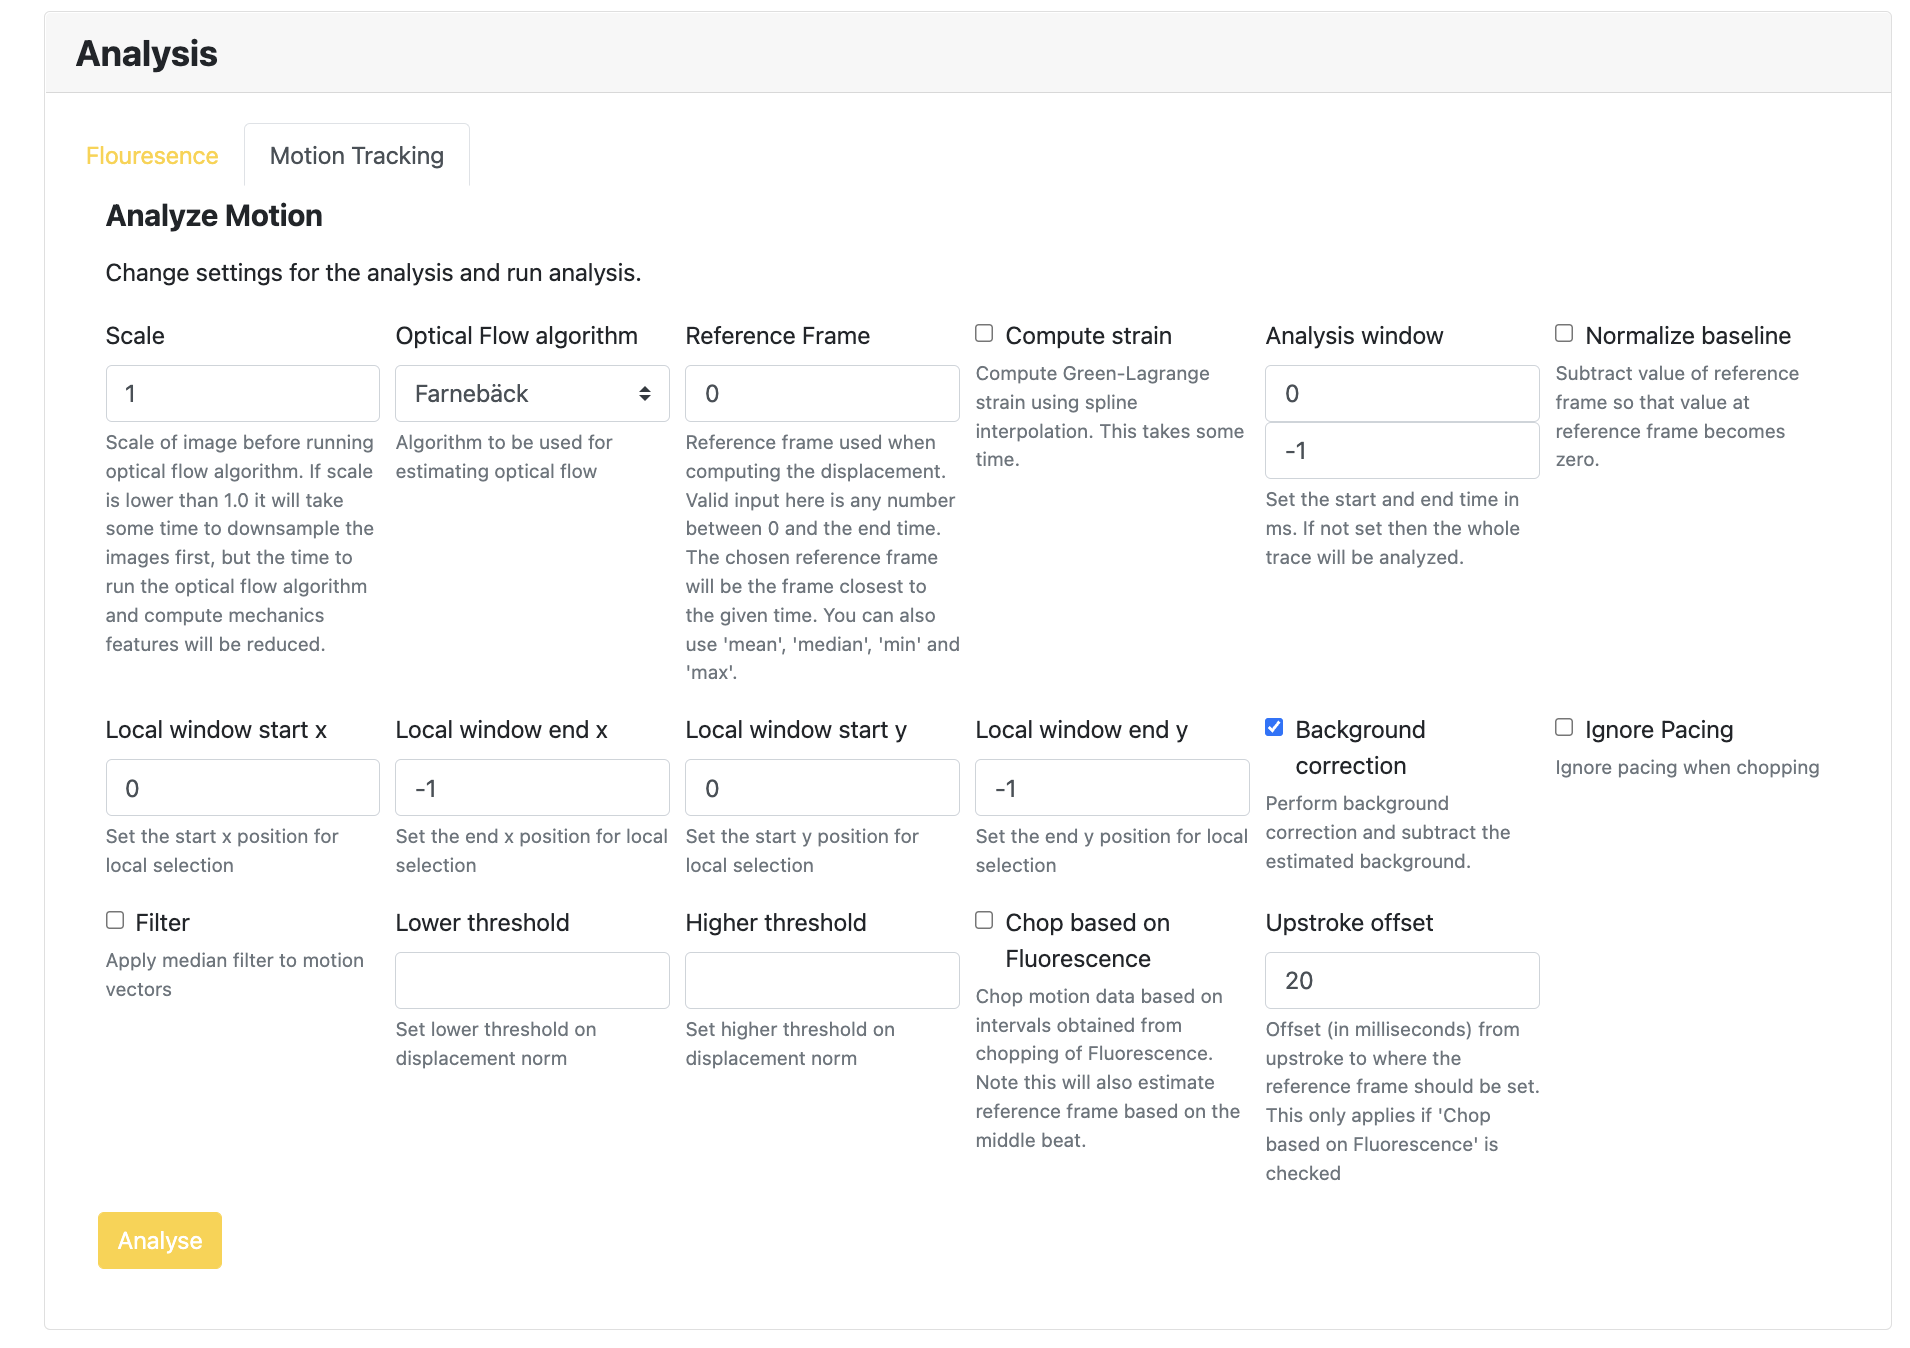 Analysis
Flouresence
Motion Tracking
Analyze Motion
Change settings for the analysis and run analysis.
Scale
1
Scale of image before running
optical flow algorithm. If scale
is lower than 1.0 it will take
some time to downsample the
images first, but the time to
run the optical flow algorithm
and compute mechanics
features will be reduced.
Optical Flow algorithm
Farnebäck
Algorithm to be used for
estimating optical flow
Reference Frame
0
Reference frame used when
computing the displacement.
Valid input here is any number
between 0 and the end time.
The chosen reference frame
will be the frame closest to
the given time. You can also
use 'mean', 'median', 'min' and
'max'.
Compute strain
Compute Green-Lagrange
strain using spline
interpolation. This takes some
time.
Analysis window
0
-1
Set the start and end time in
ms. If not set then the whole
trace will be analyzed.
Normalize baseline
Subtract value of reference
frame so that value at
reference frame becomes
zero.
Local window start x
0
Set the start x position for
local selection
Local window end x
-1
Set the end x position for local
selection
Local window start y
0
Set the start y position for
local selection
Local window end y
-1
Set the end y position for local
selection
Background
correction
Perform background
correction and subtract the
estimated background.
Ignore Pacing
Ignore pacing when chopping
Filter
Apply median filter to motion
vectors
Lower threshold
Set lower threshold on
displacement norm
Higher threshold
Set higher threshold on
displacement norm
Chop based on
Fluorescence
Chop motion data based on
intervals obtained from
chopping of Fluorescence.
Note this will also estimate
reference frame based on the
middle beat.
Upstroke offset
20
Offset (in milliseconds) from
upstroke to where the
reference frame should be set.
This only applies if 'Chop
based on Fluorescence' is
checked
Analyse